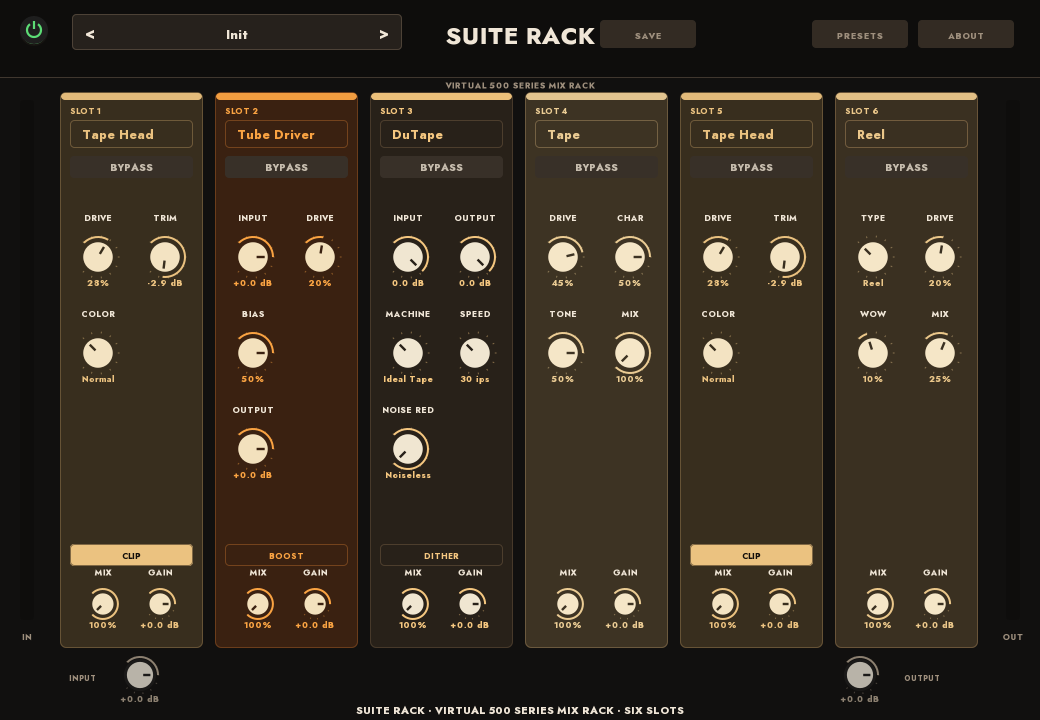 < Init > SUITE RACK SAVE PRESETS ABOUT
VIRTUAL 500 SERIES MIX RACK
SLOT 1 SLOT 2 SLOT 3 SLOT 4 SLOT 5 SLOT 6
Tape Head Tube Driver DuTape Tape Tape Head Reel
BYPASS BYPASS BYPASS BYPASS BYPASS BYPASS
DRIVE TRIM INPUT DRIVE INPUT OUTPUT DRIVE CHAR DRIVE TRIM TYPE DRIVE
28% -2.9 dB +0.0 dB 20% 0.0 dB 0.0 dB 45% 50% 28% -2.9 dB Reel 20%
COLOR BIAS MACHINE SPEED TONE MIX COLOR WOW MIX
Normal 50% Ideal Tape 30 ips 50% 100% Normal 10% 25%
OUTPUT NOISE RED
+0.0 dB Noiseless
CLIP BOOST DITHER CLIP
MIX GAIN MIX GAIN MIX GAIN MIX GAIN MIX GAIN MIX GAIN
100% +0.0 dB 100% +0.0 dB 100% +0.0 dB 100% +0.0 dB 100% +0.0 dB 100% +0.0 dB
IN OUT
INPUT OUTPUT
+0.0 dB +0.0 dB
SUITE RACK · VIRTUAL 500 SERIES MIX RACK · SIX SLOTS